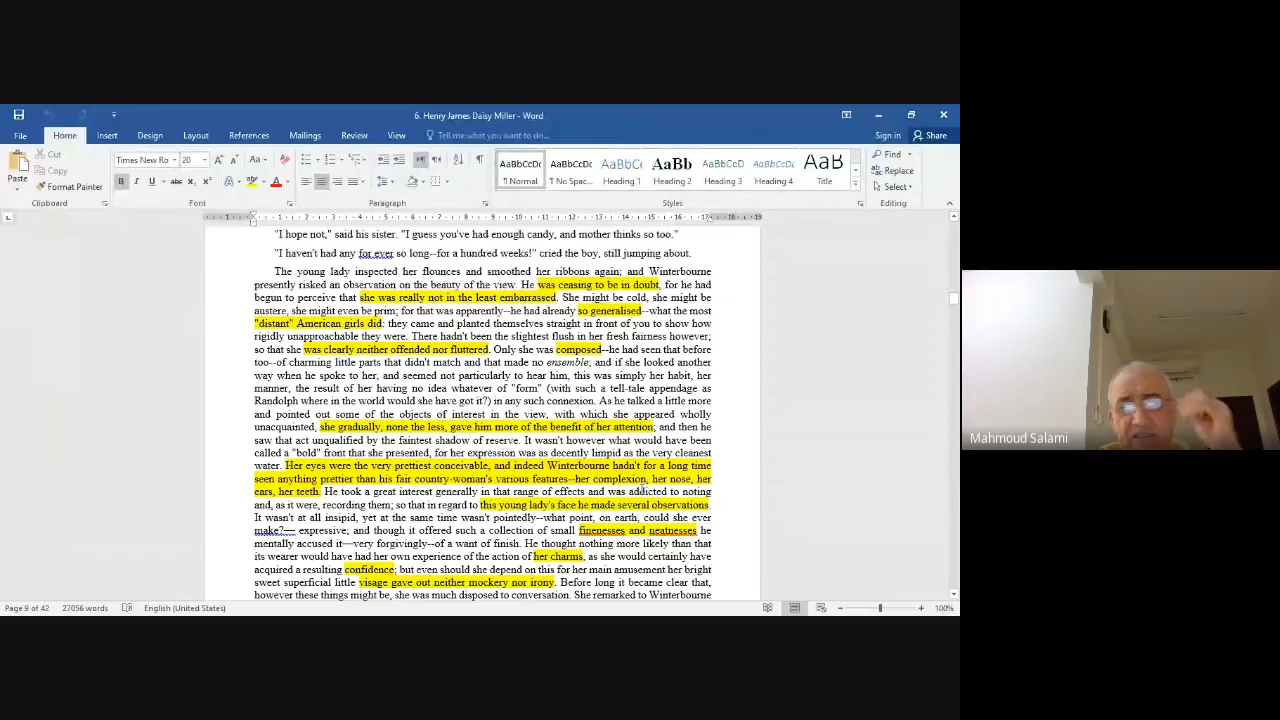 6. Henry James Daisy Miller - Word
File Home Insert Design Layout References Mailings Review View Tell me what you want to do... Sign in Share
Paste Cut Copy Format Painter
Times New Ro 20
AaBbCcDc AaBbCcDc AaBbC( AaBb AaBbCcD AaBbCcD AaB
¶ Normal ¶ No Spac... Heading 1 Heading 2 Heading 3 Heading 4 Title
Find Replace Select
Clipboard Font Paragraph Styles Editing
"I hope not," said his sister. "I guess you've had enough candy, and mother thinks so too."
"I haven't had any for ever so long--for a hundred weeks!" cried the boy, still jumping about.
The young lady inspected her flounces and smoothed her ribbons again; and Winterbourne
presently risked an observation on the beauty of the view. He was ceasing to be in doubt, for he had
begun to perceive that she was really not in the least embarrassed. She might be cold, she might be
austere, she might even be prim; for that was apparently--he had already so generalised--what the most
"distant" American girls did: they came and planted themselves straight in front of you to show how
rigidly unapproachable they were. There hadn't been the slightest flush in her fresh fairness however;
so that she was clearly neither offended nor fluttered. Only she was composed--he had seen that before
too--of charming little parts that didn't match and that made no ensemble; and if she looked another
way when he spoke to her, and seemed not particularly to hear him, this was simply her habit, her
manner, the result of her having no idea whatever of "form" (with such a tell-tale appendage as
Randolph where in the world would she have got it?) in any such connexion. As he talked a little more
and pointed out some of the objects of interest in the view, with which she appeared wholly
unacquainted, she gradually, none the less, gave him more of the benefit of her attention; and then he
saw that act unqualified by the faintest shadow of reserve. It wasn't however what would have been
called a "bold" front that she presented, for her expression was as decently limpid as the very cleanest
water. Her eyes were the very prettiest conceivable, and indeed Winterbourne hadn't for a long time
seen anything prettier than his fair country-woman's various features--her complexion, her nose, her
ears, her teeth. He took a great interest generally in that range of effects and was addicted to noting
and, as it were, recording them; so that in regard to this young lady's face he made several observations.
It wasn't at all insipid, yet at the same time wasn't pointedly--what point, on earth, could she ever
make?— expressive; and though it offered such a collection of small finenesses and neatnesses he
mentally accused it—very forgivingly--of a want of finish. He thought nothing more likely than that
its wearer would have had her own experience of the action of her charms, as she would certainly have
acquired a resulting confidence; but even should she depend on this for her main amusement her bright
sweet superficial little visage gave out neither mockery nor irony. Before long it became clear that,
however these things might be, she was much disposed to conversation. She remarked to Winterbourne
Page 9 of 42 27056 words English (United States) 100%
Mahmoud Salami